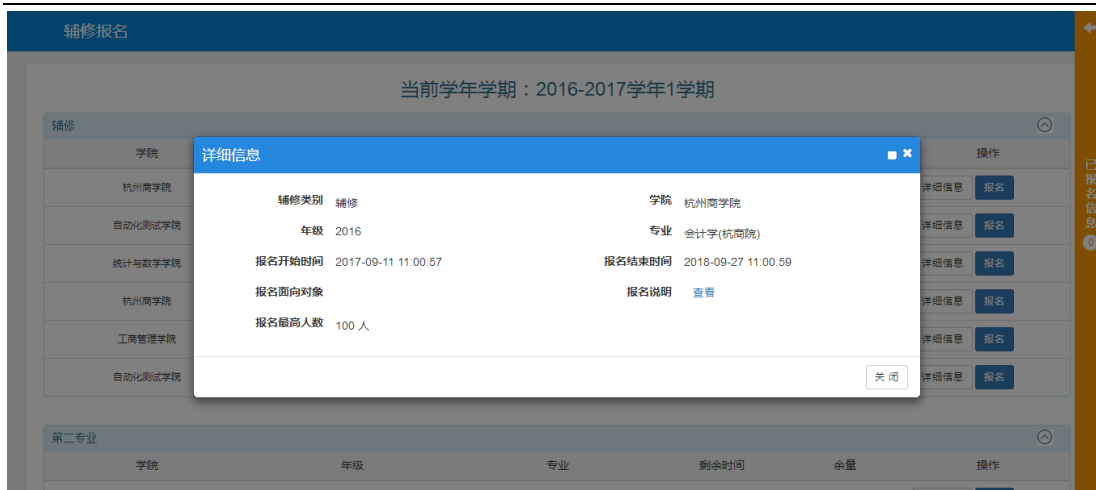 辅修报名
当前学年学期：2016-2017学年1学期
辅修
学院 操作
详细信息
杭州商学院 详细信息 报名
自动化测试学院 详细信息 报名
统计与数学学院 详细信息 报名
杭州商学院 详细信息 报名
工商管理学院 详细信息 报名
自动化测试学院 详细信息 报名
辅修类别 辅修 学院 杭州商学院
年级 2016 专业 会计学(杭商院)
报名开始时间 2017-09-11 11:00:57 报名结束时间 2018-09-27 11:00:59
报名面向对象 报名说明 查看
报名最高人数 100 人
关 闭
第二专业
学院 年级 专业 剩余时间 余量 操作
已报名信息
0